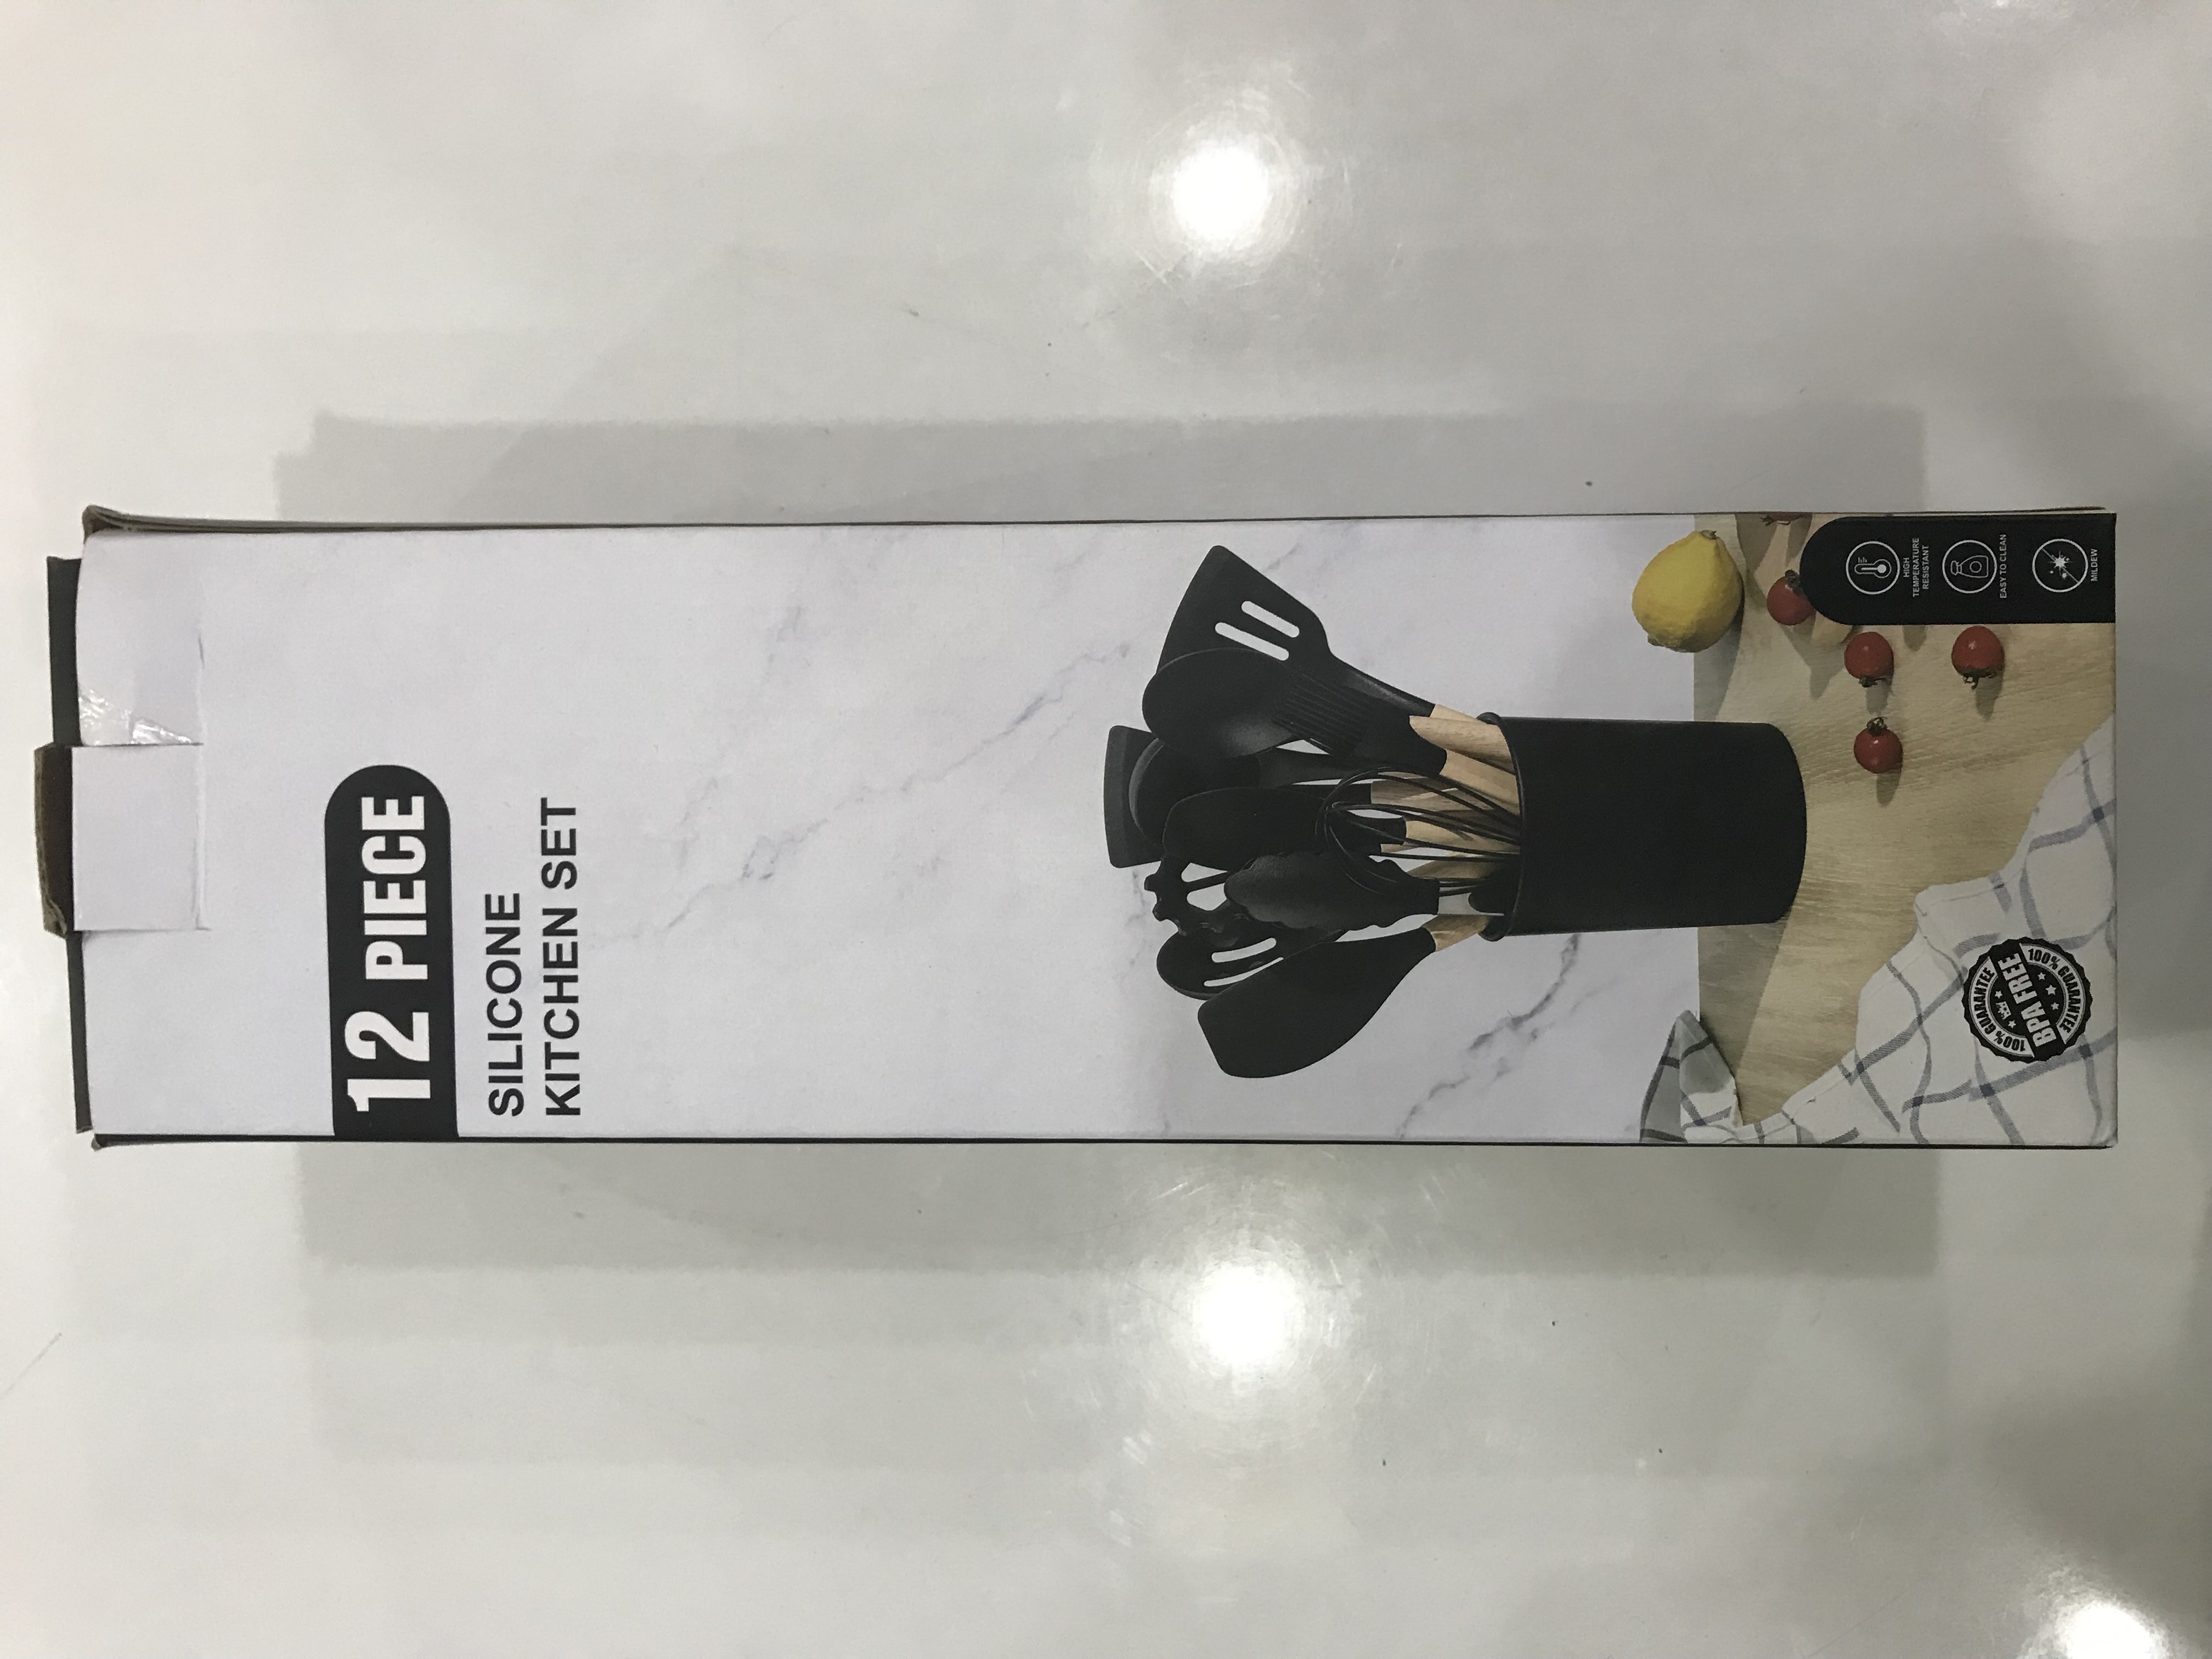 12 PIECE
SILICONE
KITCHEN SET
HIGH
TEMPERATURE
RESISTANT
EASY TO CLEAN
MILDEW
100% GUARANTEE
BPA FREE
100% GUARANTEE